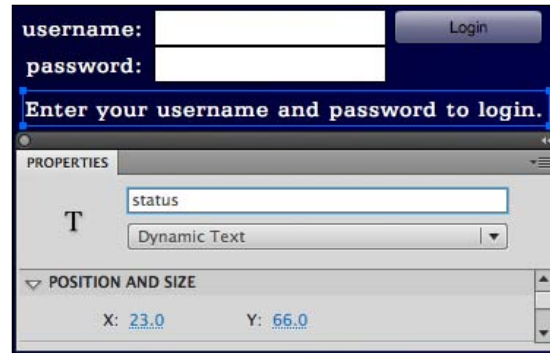 username:
Login
password:
Enter your username and password to login.
PROPERTIES
status
T
Dynamic Text
POSITION AND SIZE
X: 23.0 Y: 66.0